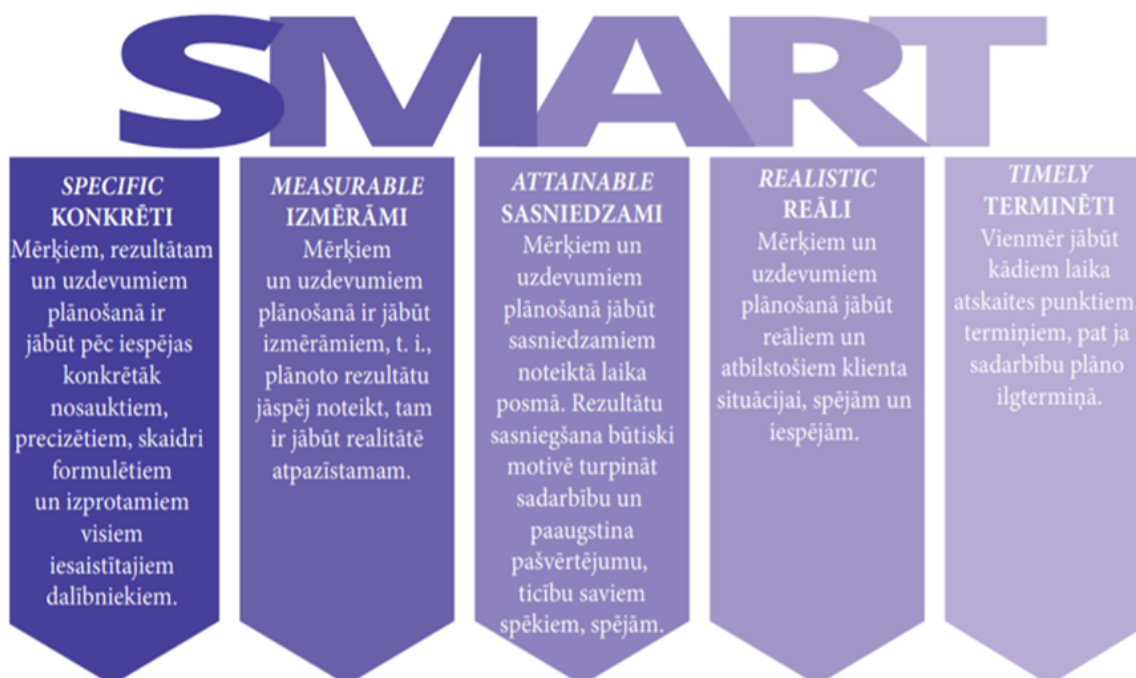 SMART
SPECIFIC
KONKRĒTI
Mērķiem, rezultātam
un uzdevumiem
plānošanā ir
jābūt pēc iespējas
konkrētāk
nosauktiem,
precizētiem, skaidri
formulētiem
un izprotamiem
visiem
iesaistītajiem
dalībniekiem.
MEASURABLE
IZMĒRĀMI
Mērķiem
un uzdevumiem
plānošanā ir jābūt
izmērāmiem, t. i.,
plānoto rezultātu
jāspēj noteikt, tam
ir jābūt realitātē
atpazīstamam.
ATTAINABLE
SASNIEDZAMI
Mērķiem un
uzdevumiem
plānošanā jābūt
sasniedzamiem
noteiktā laika
posmā. Rezultātu
sasniegšana būtiski
motivē turpināt
sadarbību un
paaugstina
pašvērtējumu,
ticību saviem
spēkiem, spējām.
REALISTIC
REĀLI
Mērķiem un
uzdevumiem
plānošanā jābūt
reāliem un
atbilstošiem klienta
situācijai, spējām un
iespējām.
TIMELY
TERMINĒTI
Vienmēr jābūt
kādiem laika
atskaites punktiem,
termiņiem, pat ja
sadarbību plāno
ilgtermiņā.